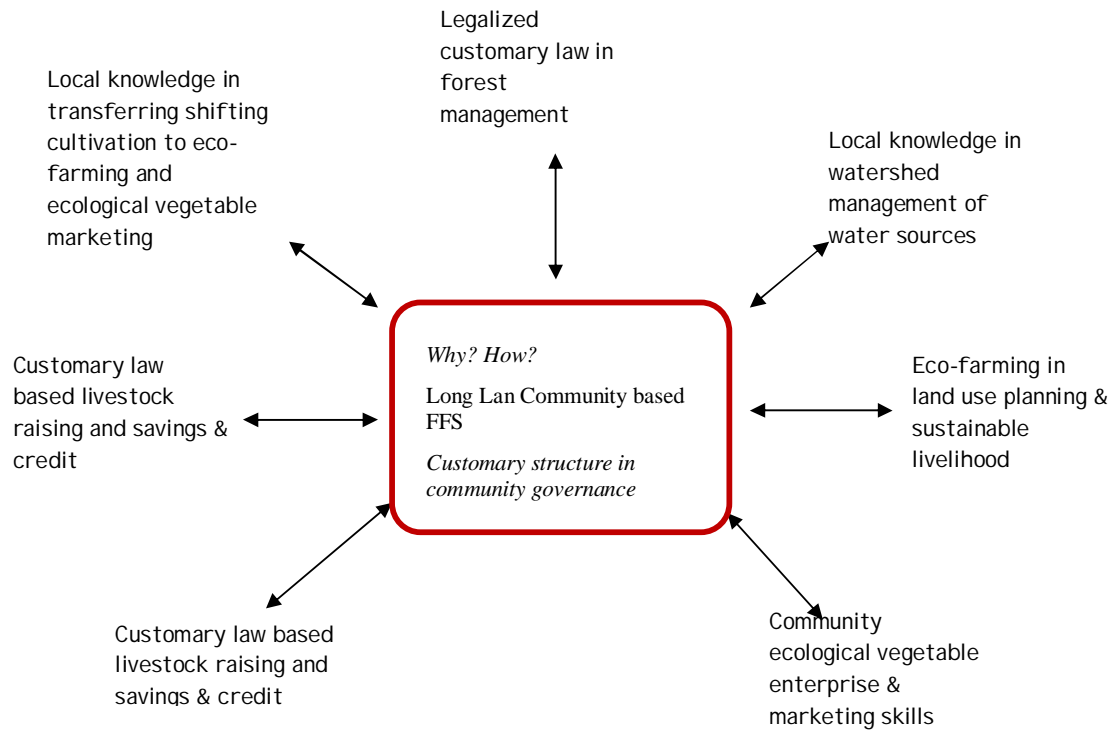 Legalized
customary law in
forest
management
Local knowledge in
transferring shifting
cultivation to eco-
farming and
ecological vegetable
marketing
Local knowledge in
watershed
management of
water sources
Why? How?
Long Lan Community based
FFS
Customary structure in
community governance
Customary law
based livestock
raising and savings &
credit
Eco-farming in
land use planning &
sustainable
livelihood
Customary law based
livestock raising and
savings & credit
Community
ecological vegetable
enterprise &
marketing skills